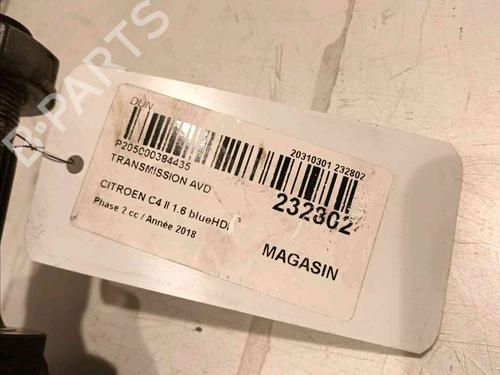 DUN
P205000384435
20310301 232802
TRANSMISSION AVD
232802
CITROEN C4 II 1.6 blueHDI
Phase 2 cc / Année 2018
MAGASIN
B-PARTS